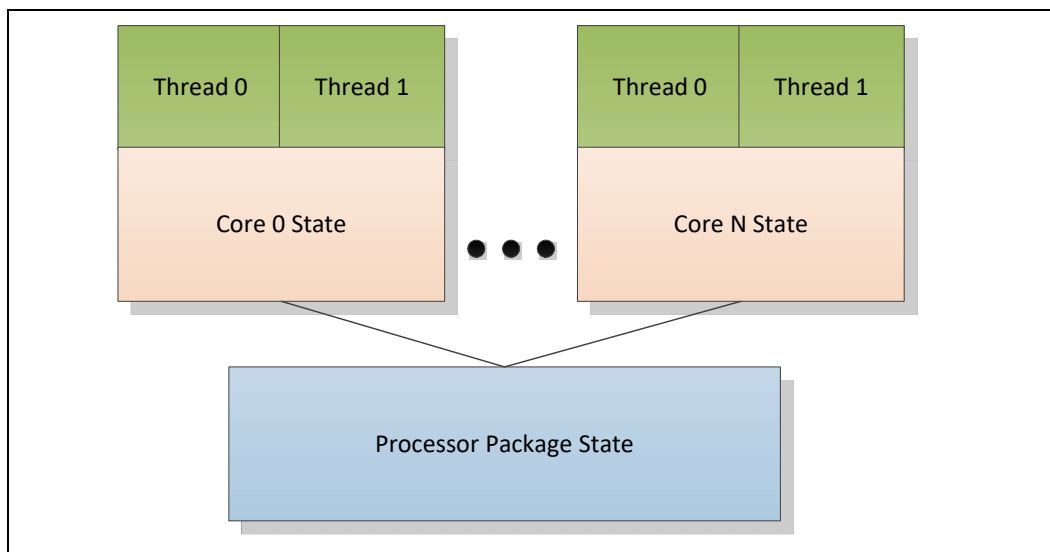 Thread 0
Thread 1
Thread 0
Thread 1
Core 0 State
Core N State
Processor Package State